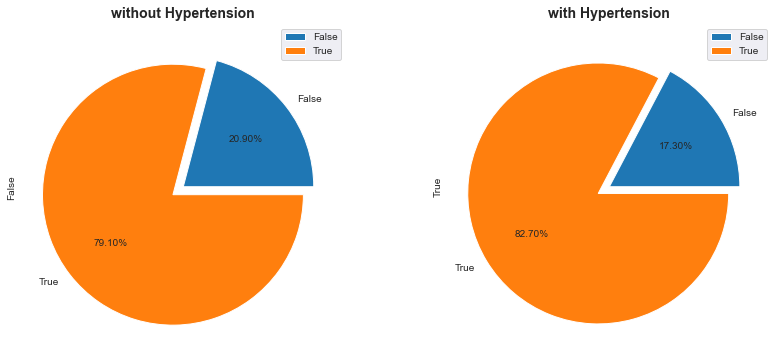 without Hypertension
False
True
False
20.90%
False
79.10%
True
with Hypertension
False
True
False
17.30%
True
82.70%
True